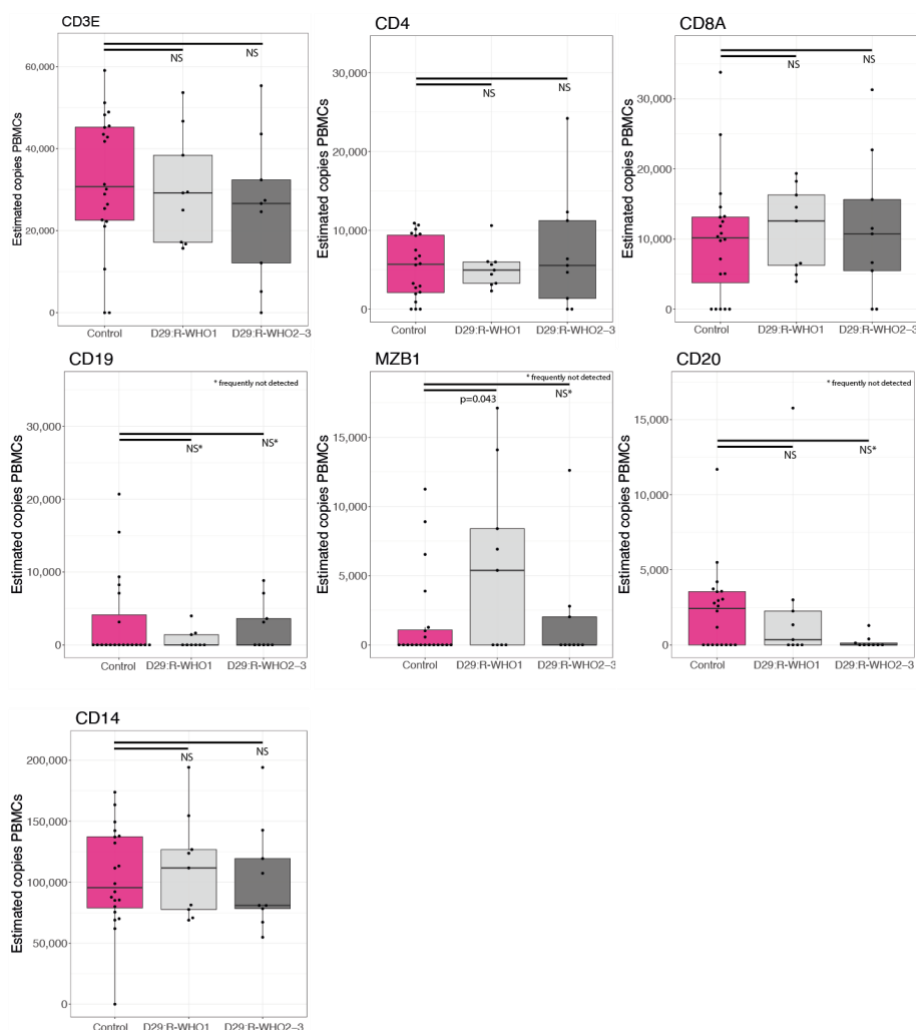 CD3E
Estimated copies PBMCs
60,000
40,000
20,000
0
NS
NS
Control
D29:R-WHO1
D29:R-WHO2-3
CD4
Estimated copies PBMCs
30,000
20,000
10,000
0
NS
NS
Control
D29:R-WHO1
D29:R-WHO2-3
CD8A
Estimated copies PBMCs
30,000
20,000
10,000
0
NS
NS
Control
D29:R-WHO1
D29:R-WHO2-3
CD19
* frequently not detected
Estimated copies PBMCs
30,000
20,000
10,000
0
NS*
NS*
Control
D29:R-WHO1
D29:R-WHO2-3
MZB1
* frequently not detected
Estimated copies PBMCs
15,000
10,000
5,000
0
p=0.043
NS*
Control
D29:R-WHO1
D29:R-WHO2-3
CD20
* frequently not detected
Estimated copies PBMCs
15,000
10,000
5,000
0
NS
NS*
Control
D29:R-WHO1
D29:R-WHO2-3
CD14
Estimated copies PBMCs
200,000
150,000
100,000
50,000
0
NS
NS
Control
D29:R-WHO1
D29:R-WHO2-3